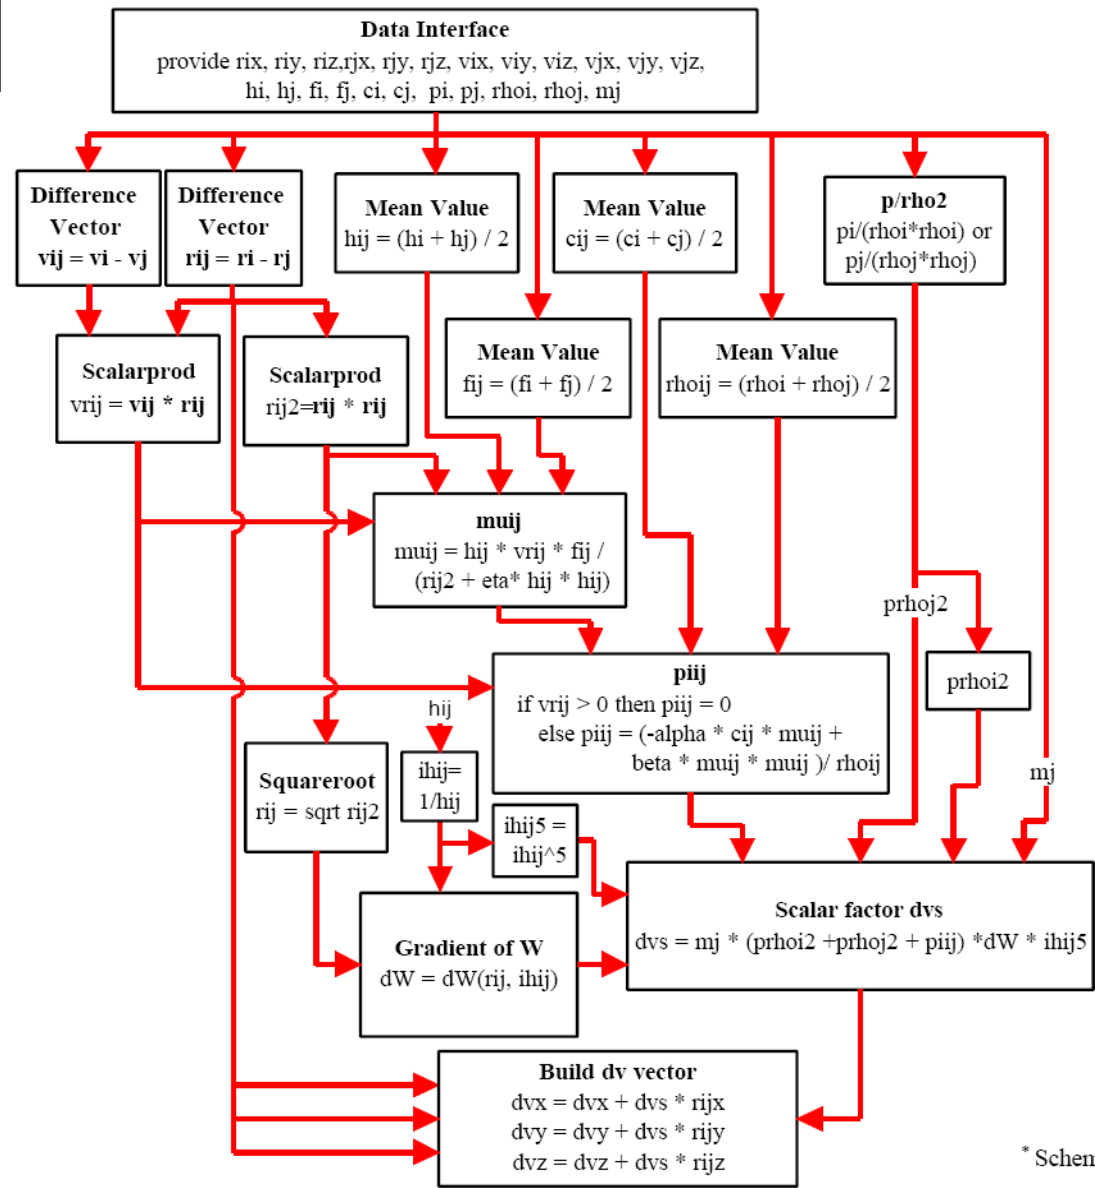 Data Interface
provide rix, riy, riz,rjx, rjy, rjz, vix, viy, viz, vjx, vjy, vjz,
hi, hj, fi, fj, ci, cj, pi, pj, rhoi, rhoj, mj
Difference
Vector
vij = vi - vj
Difference
Vector
rij = ri - rj
Mean Value
hij = (hi + hj) / 2
Mean Value
cij = (ci + cj) / 2
p/rho2
pi/(rhoi*rhoi) or
pj/(rhoj*rhoj)
Scalarprod
vrij = vij * rij
Scalarprod
rij2=rij * rij
Mean Value
fij = (fi + fj) / 2
Mean Value
rhoij = (rhoi + rhoj) / 2
muij
muij = hij * vrij * fij /
(rij2 + eta* hij * hij)
prhoj2
prhoi2
piij
if vrij > 0 then piij = 0
else piij = (-alpha * cij * muij +
beta * muij * muij )/ rhoij
hij
mj
Squareroot
rij = sqrt rij2
ihij=
1/hij
ihij5 =
ihij^5
Scalar factor dvs
dvs = mj * (prhoi2 +prhoj2 + piij) *dW * ihij5
Gradient of W
dW = dW(rij, ihij)
Build dv vector
dvx = dvx + dvs * rijx
dvy = dvy + dvs * rijy
dvz = dvz + dvs * rijz
* Schem